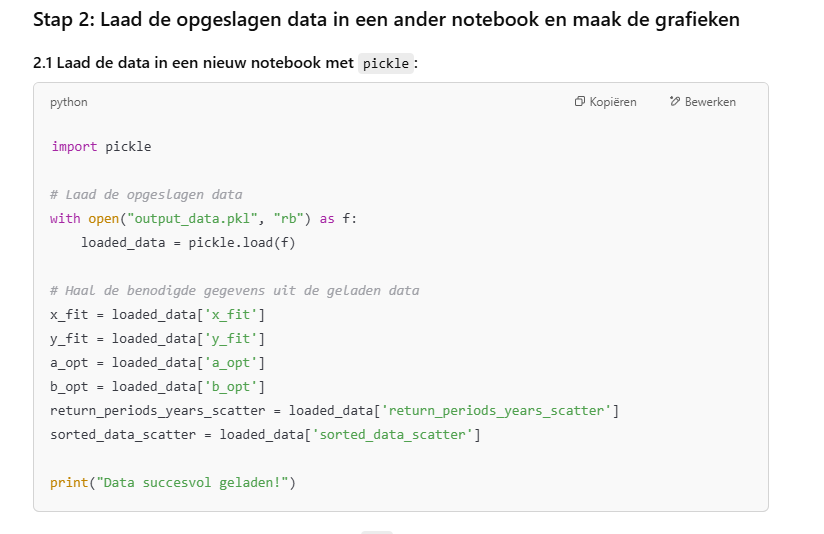 Stap 2: Laad de opgeslagen data in een ander notebook en maak de grafieken
2.1 Laad de data in een nieuw notebook met pickle:
python Kopiëren Bewerken
import pickle
# Laad de opgeslagen data
with open("output_data.pkl", "rb") as f:
    loaded_data = pickle.load(f)
# Haal de benodigde gegevens uit de geladen data
x_fit = loaded_data['x_fit']
y_fit = loaded_data['y_fit']
a_opt = loaded_data['a_opt']
b_opt = loaded_data['b_opt']
return_periods_years_scatter = loaded_data['return_periods_years_scatter']
sorted_data_scatter = loaded_data['sorted_data_scatter']
print("Data succesvol geladen!")